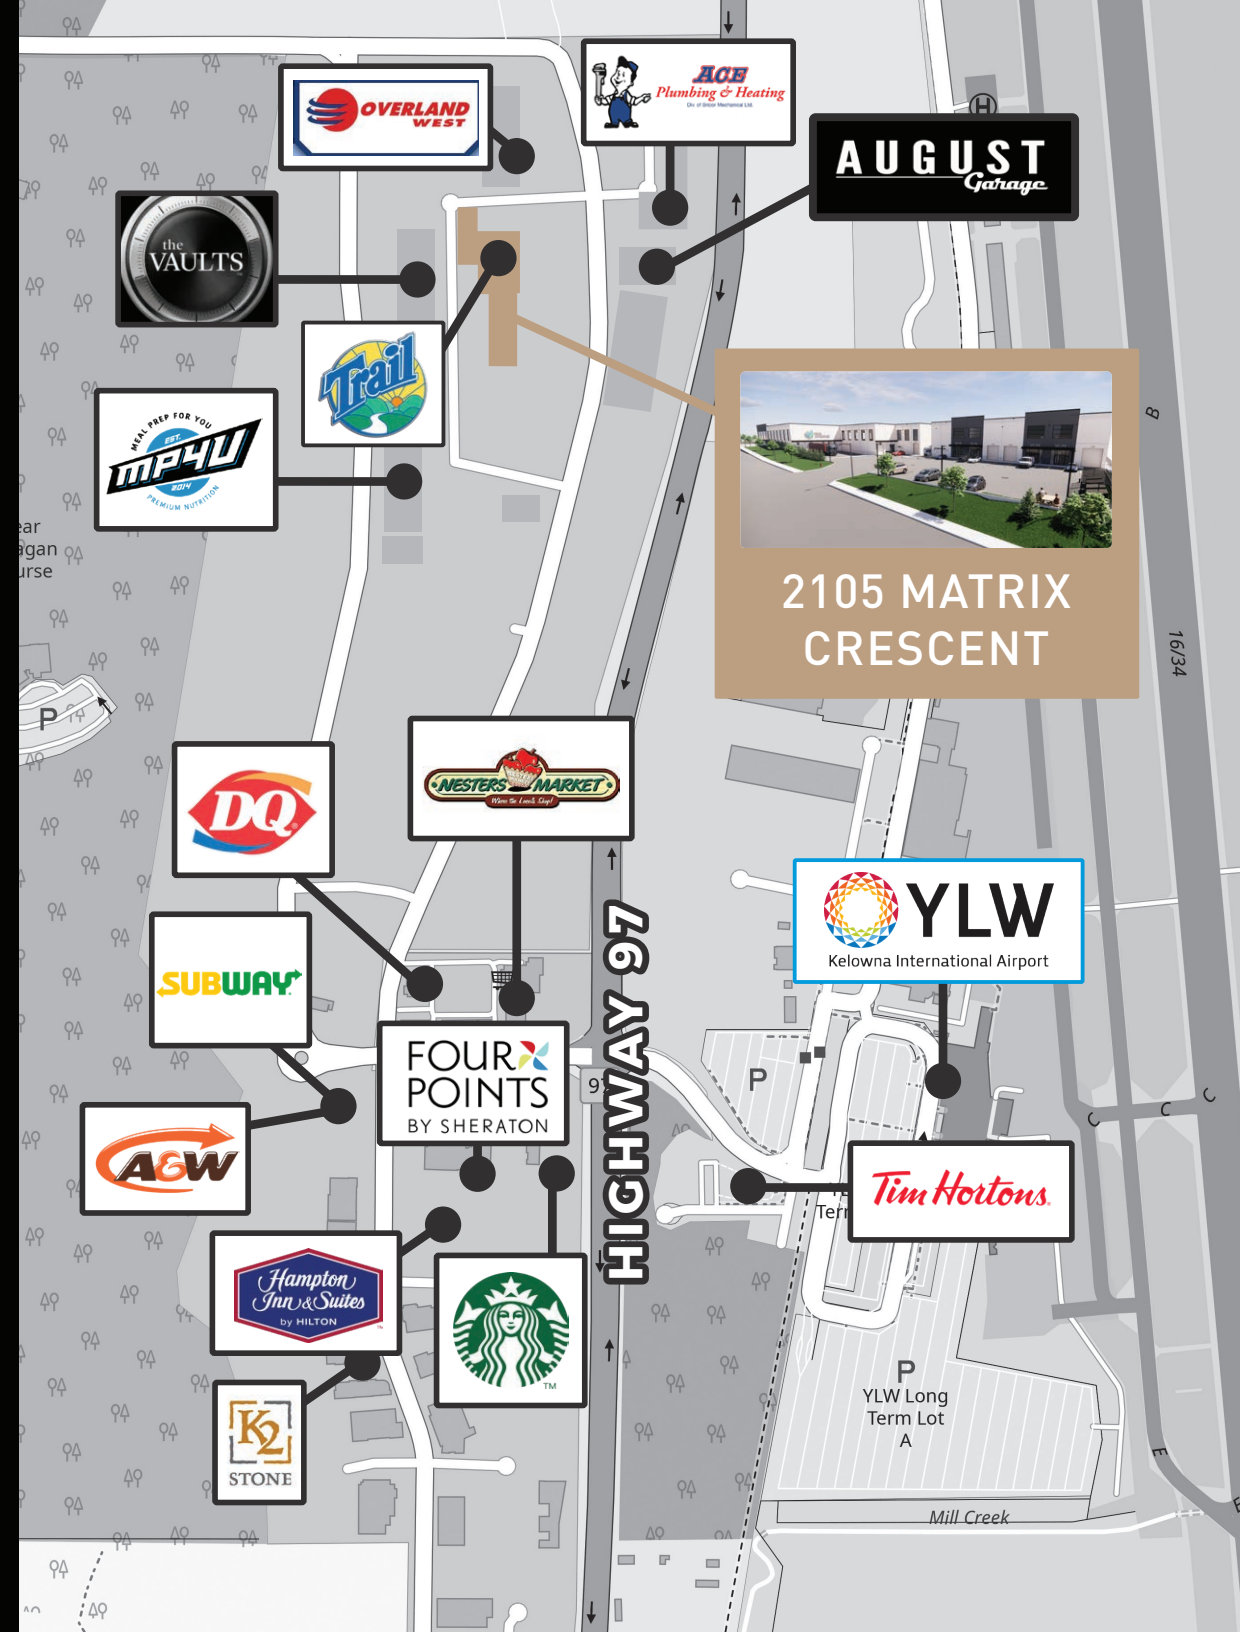 OVERLAND
WEST
ACE
Plumbing & Heating
H
AUGUST
Garage
the
VAULTS
Trail
MEAL PREP FOR YOU
EST.
MP4U
2014
PREMIUM NUTRITION
B
2105 MATRIX
CRESCENT
ear
agan
urse
16/34
P
NESTERS MARKET
DQ
YLW
Kelowna International Airport
HIGHWAY 97
SUBWAY
FOUR
POINTS
BY SHERATON
97
P
C
C
C
A&W
Tim Hortons
Terr
Hampton
Inn & Suites
by HILTON
TM
P
YLW Long
Term Lot
A
K2
STONE
E
E
Mill Creek